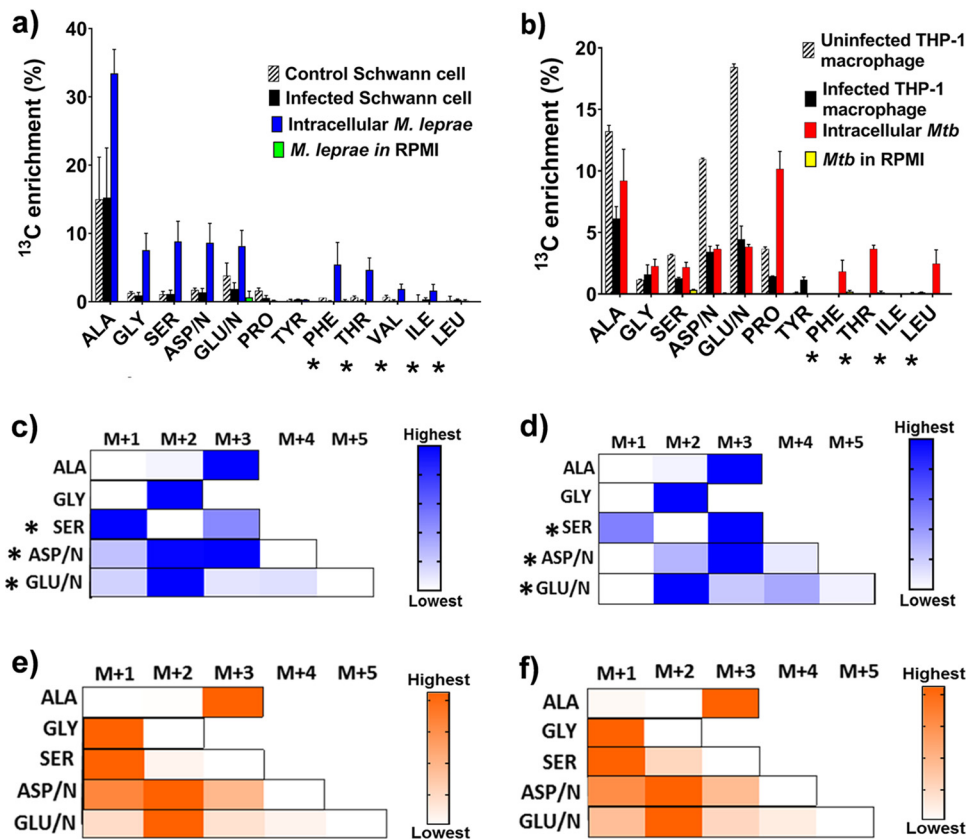 a)
¹³C enrichment (%)
40
30
20
10
0
Control Schwann cell
Infected Schwann cell
Intracellular M. leprae
M. leprae in RPMI
ALA
GLY
SER
ASP/N
GLU/N
PRO
TYR
PHE
THR
VAL
ILE
LEU
* * * * *
b)
¹³C enrichment (%)
20
15
10
5
0
Uninfected THP-1
macrophage
Infected THP-1
macrophage
Intracellular Mtb
Mtb in RPMI
ALA
GLY
SER
ASP/N
GLU/N
PRO
TYR
PHE
THR
ILE
LEU
* * * *
c)
M+1 M+2 M+3 M+4 M+5
ALA
GLY
* SER
* ASP/N
* GLU/N
Highest
Lowest
d)
M+1 M+2 M+3 M+4 M+5
ALA
GLY
* SER
* ASP/N
* GLU/N
Highest
Lowest
e)
M+1 M+2 M+3 M+4 M+5
ALA
GLY
SER
ASP/N
GLU/N
Highest
Lowest
f)
M+1 M+2 M+3 M+4 M+5
ALA
GLY
SER
ASP/N
GLU/N
Highest
Lowest